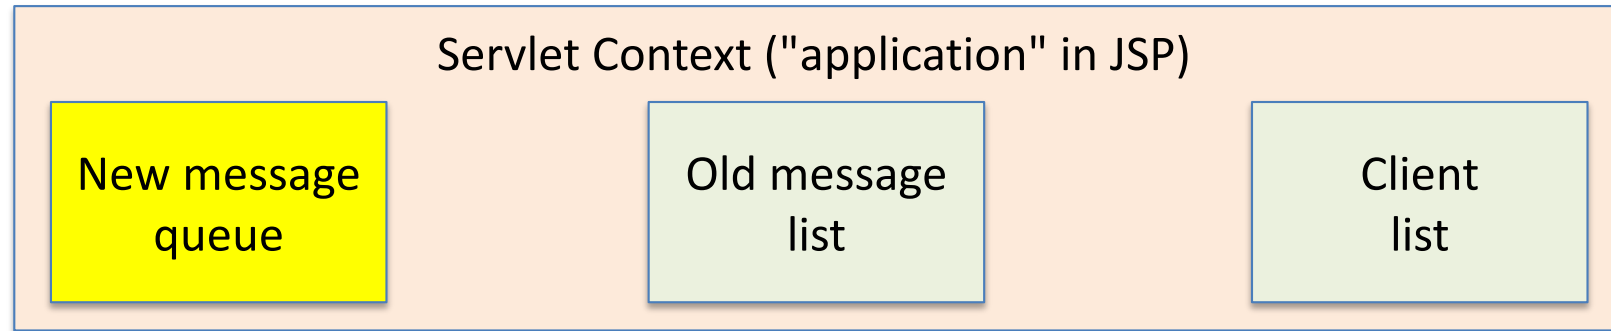 Servlet Context ("application" in JSP)
New message
queue
Old message
list
Client
list